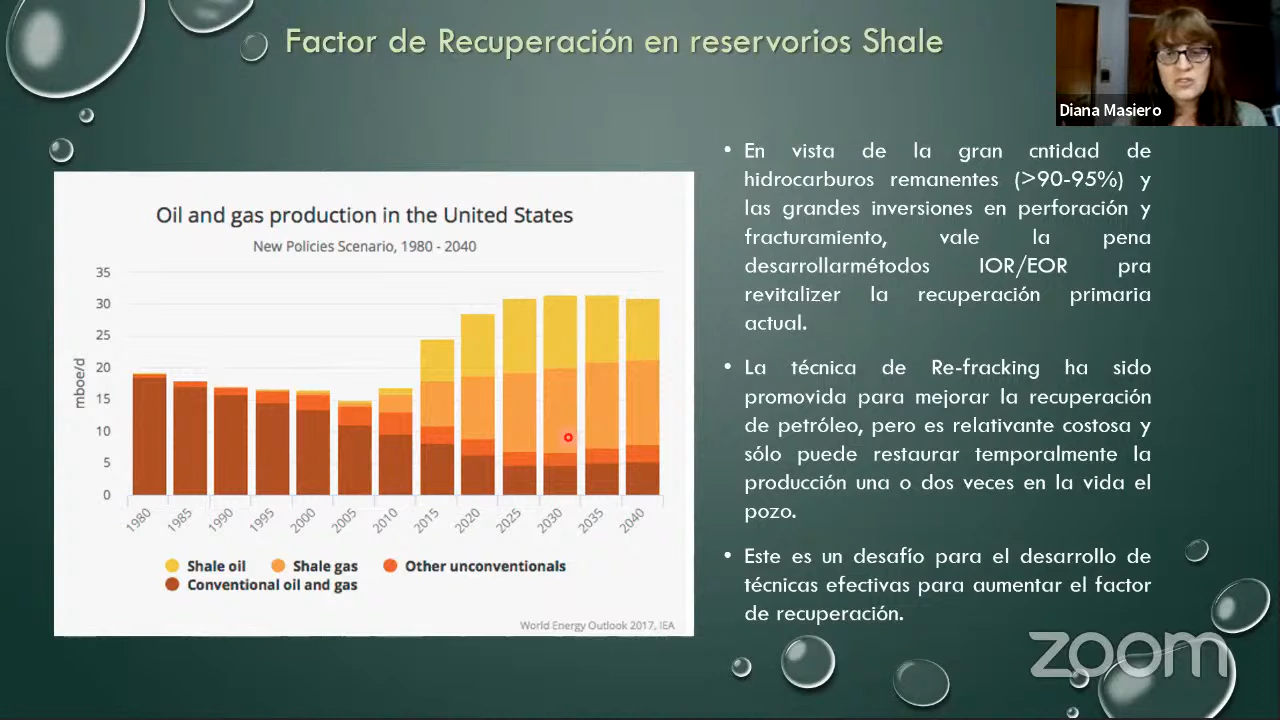 Factor de Recuperación en reservorios Shale
Diana Masiero
Oil and gas production in the United States
New Policies Scenario, 1980 - 2040
mboe/d
35
30
25
20
15
10
5
0
1980
1985
1990
1995
2000
2005
2010
2015
2020
2025
2030
2035
2040
Shale oil
Shale gas
Other unconventionals
Conventional oil and gas
World Energy Outlook 2017, IEA
• En vista de la gran cntidad de
hidrocarburos remanentes (>90-95%) y
las grandes inversiones en perforación y
fracturamiento, vale la pena
desarrollarmétodos IOR/EOR pra
revitalizer la recuperación primaria
actual.
• La técnica de Re-fracking ha sido
promovida para mejorar la recuperación
de petróleo, pero es relativante costosa y
sólo puede restaurar temporalmente la
producción una o dos veces en la vida el
pozo.
• Este es un desafío para el desarrollo de
técnicas efectivas para aumentar el factor
de recuperación.
zoom